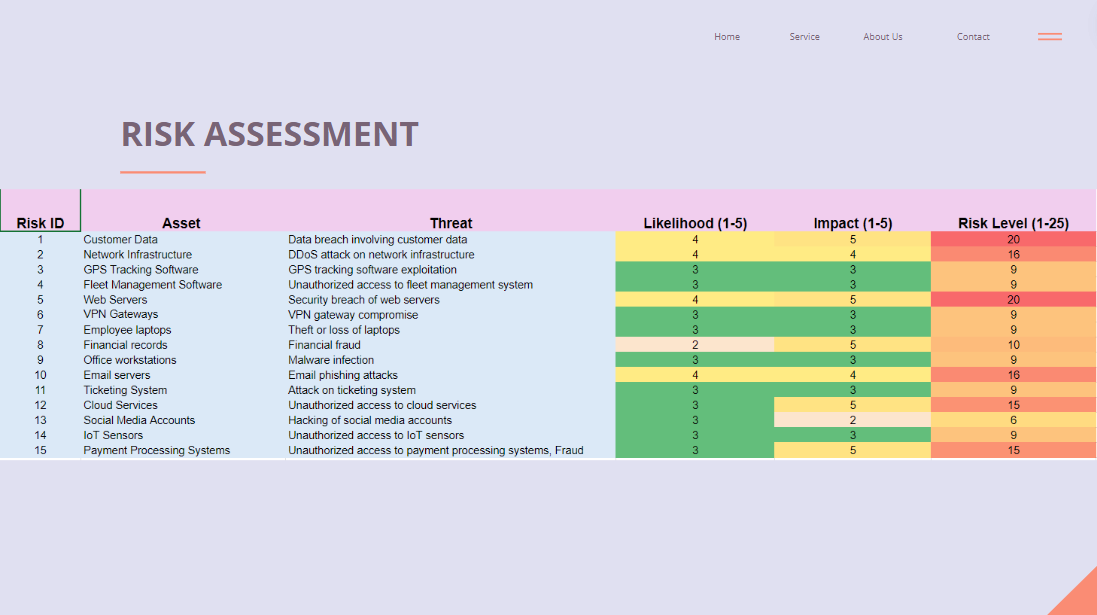 Home Service About Us Contact
RISK ASSESSMENT
Risk ID Asset Threat Likelihood (1-5) Impact (1-5) Risk Level (1-25)
1 Customer Data Data breach involving customer data 4 5 20
2 Network Infrastructure DDoS attack on network infrastructure 4 4 16
3 GPS Tracking Software GPS tracking software exploitation 3 3 9
4 Fleet Management Software Unauthorized access to fleet management system 3 3 9
5 Web Servers Security breach of web servers 4 5 20
6 VPN Gateways VPN gateway compromise 3 3 9
7 Employee laptops Theft or loss of laptops 3 3 9
8 Financial records Financial fraud 2 5 10
9 Office workstations Malware infection 3 3 9
10 Email servers Email phishing attacks 4 4 16
11 Ticketing System Attack on ticketing system 3 3 9
12 Cloud Services Unauthorized access to cloud services 3 5 15
13 Social Media Accounts Hacking of social media accounts 3 2 6
14 IoT Sensors Unauthorized access to IoT sensors 3 3 9
15 Payment Processing Systems Unauthorized access to payment processing systems, Fraud 3 5 15